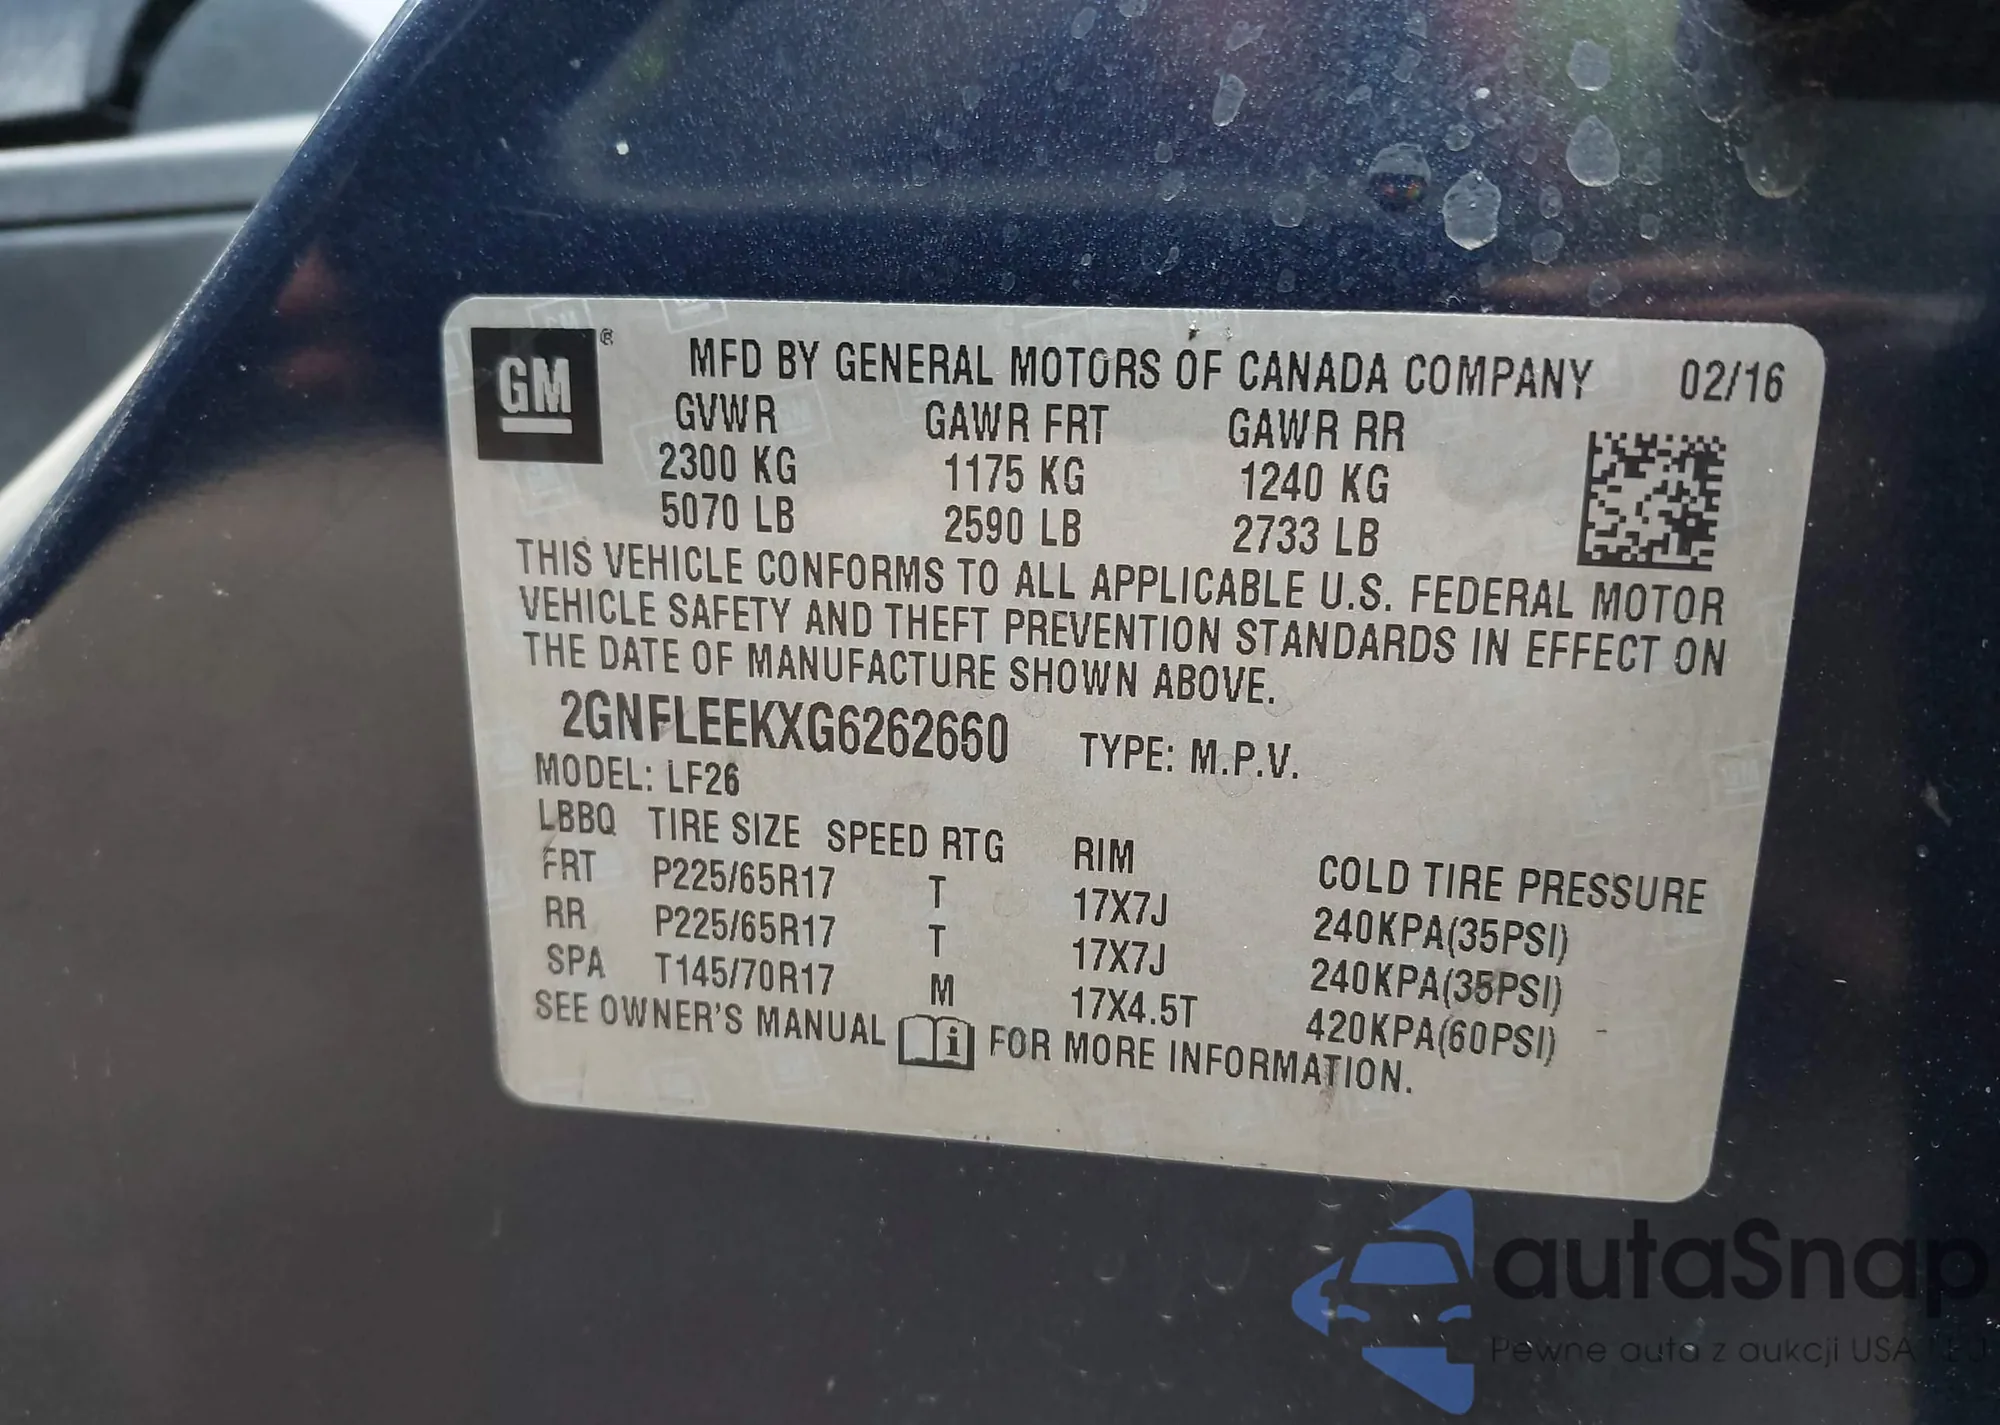 GM ®
MFD BY GENERAL MOTORS OF CANADA COMPANY 02/16
GVWR GAWR FRT GAWR RR
2300 KG 1175 KG 1240 KG
5070 LB 2590 LB 2733 LB
THIS VEHICLE CONFORMS TO ALL APPLICABLE U.S. FEDERAL MOTOR
VEHICLE SAFETY AND THEFT PREVENTION STANDARDS IN EFFECT ON
THE DATE OF MANUFACTURE SHOWN ABOVE.
2GNFLEEKXG6262660 TYPE: M.P.V.
MODEL: LF26
LBBQ TIRE SIZE SPEED RTG RIM COLD TIRE PRESSURE
FRT P225/65R17 T 17X7J 240KPA(35PSI)
RR P225/65R17 T 17X7J 240KPA(35PSI)
SPA T145/70R17 M 17X4.5T 420KPA(60PSI)
SEE OWNER'S MANUAL i FOR MORE INFORMATION.
autoSnap
Pewne auta z aukcji USA